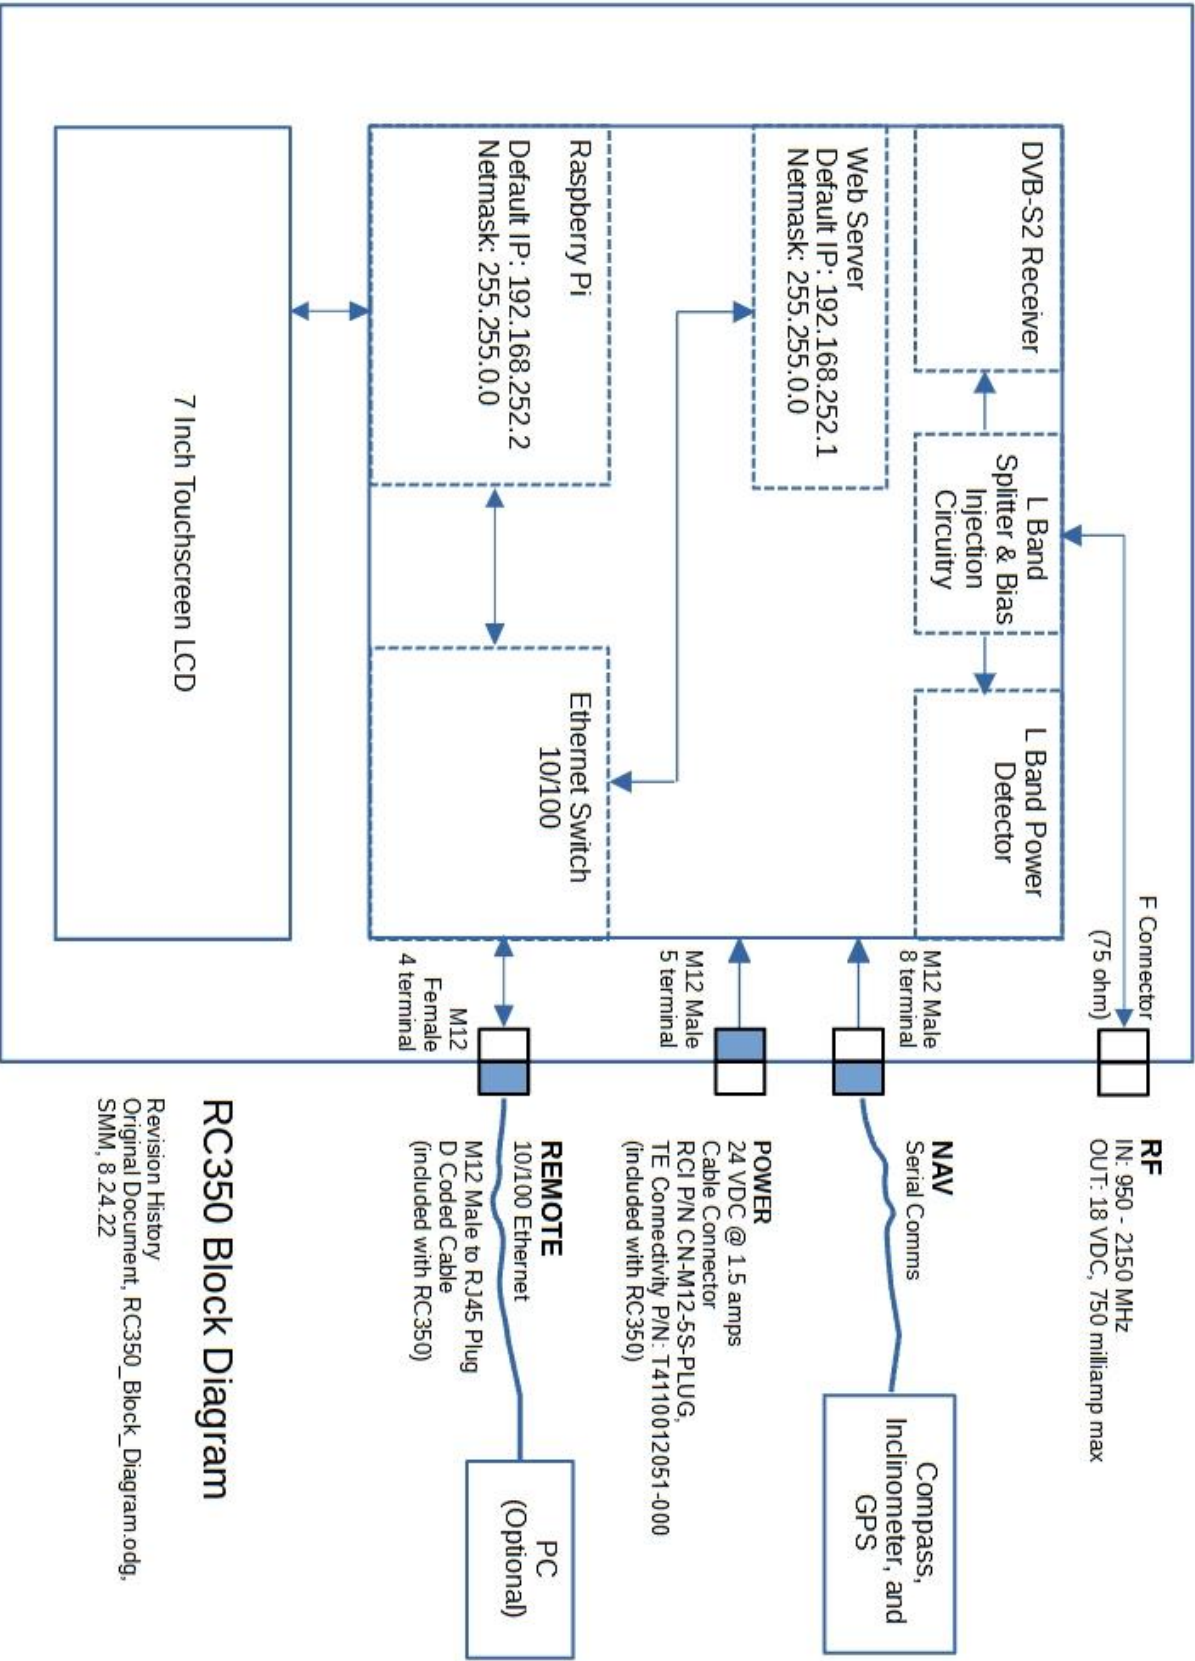 F Connector
(75 ohm)
RF
IN: 950 - 2150 MHz
OUT: 18 VDC, 750 milliamp max
DVB-S2 Receiver
L Band
Splitter & Bias
Injection
Circuitry
L Band Power
Detector
M12 Male
8 terminal
NAV
Serial Comms
Compass,
Inclinometer, and
GPS
Web Server
Default IP: 192.168.252.1
Netmask: 255.255.0.0
M12 Male
5 terminal
POWER
24 VDC @ 1.5 amps
Cable Connector
RCI P/N CN-M12-5S-PLUG,
TE Connectivity P/N: T4110012051-000
(included with RC350)
Raspberry Pi
Default IP: 192.168.252.2
Netmask: 255.255.0.0
Ethernet Switch
10/100
M12
Female
4 terminal
REMOTE
10/100 Ethernet
M12 Male to RJ45 Plug
D Coded Cable
(included with RC350)
PC
(Optional)
7 Inch Touchscreen LCD
RC350 Block Diagram
Revision History
Original Document, RC350_Block_Diagram.odg,
SMM, 8.24.22